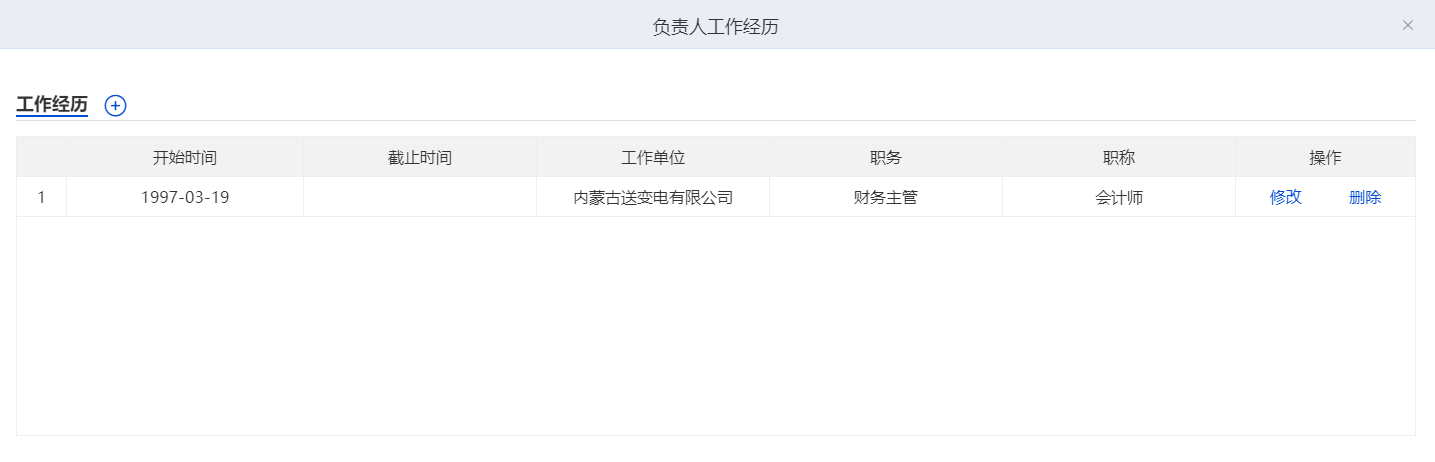 负责人工作经历
工作经历
开始时间 截止时间 工作单位 职务 职称 操作
1 1997-03-19 内蒙古送变电有限公司 财务主管 会计师 修改 删除